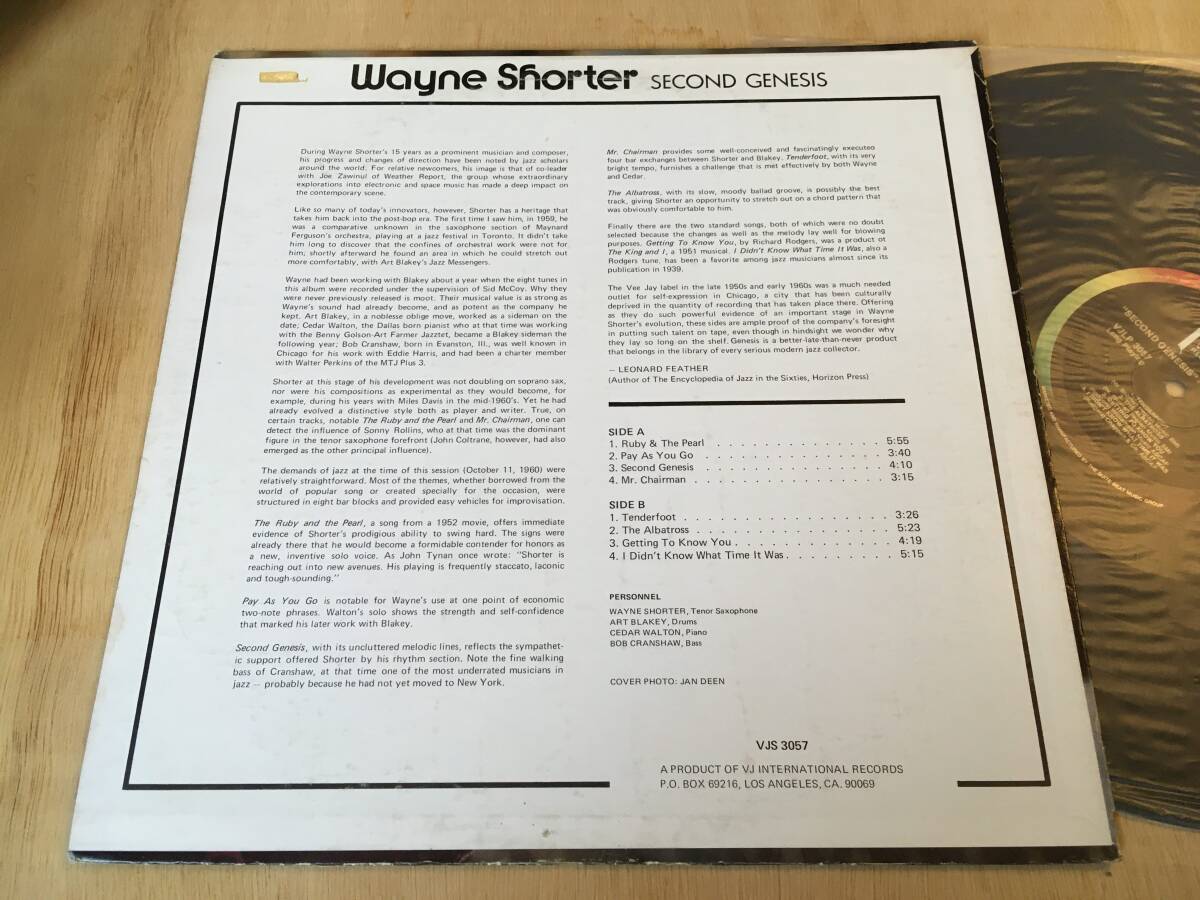 Wayne Shorter SECOND GENESIS
During Wayne Shorter's 15 years as a prominent musician and composer,
his progress and changes of direction have been noted by jazz scholars
around the world. For relative newcomers, his image is that of co-leader
with Joe Zawinul of Weather Report, the group whose extraordinary
explorations into electronic and space music has made a deep impact on
the contemporary scene.
Like so many of today's innovators, however, Shorter has a heritage that
takes him back into the post-bop era. The first time I saw him, in 1959, he
was a comparative unknown in the saxophone section of Maynard
Ferguson's orchestra, playing at a jazz festival in Toronto. It didn't take
him long to discover that the confines of orchestral work were not for
him; shortly afterward he found an area in which he could stretch out
more comfortably, with Art Blakey's Jazz Messengers.
Wayne had been working with Blakey about a year when the eight tunes in
this album were recorded under the supervision of Sid McCoy. Why they
were never previously released is moot. Their musical value is as strong as
Wayne's sound had already become, and as potent as the company he
kept. Art Blakey, in a noblesse oblige move, worked as a sideman on the
date; Cedar Walton, the Dallas born pianist who at that time was working
with the Benny Golson-Art Farmer Jazztet, became a Blakey sideman the
following year; Bob Cranshaw, born in Evanston, Ill., was well known in
Chicago for his work with Eddie Harris, and had been a charter member
with Walter Perkins of the MTJ Plus 3.
Shorter at this stage of his development was not doubling on soprano sax,
nor were his compositions as experimental as they would become, for
example, during his years with Miles Davis in the mid-1960's. Yet he had
already evolved a distinctive style both as player and writer. True, on
certain tracks, notable The Ruby and the Pearl and Mr. Chairman, one can
detect the influence of Sonny Rollins, who at that time was the dominant
figure in the tenor saxophone forefront (John Coltrane, however, had also
emerged as the other principal influence).
The demands of jazz at the time of this session (October 11, 1960) were
relatively straightforward. Most of the themes, whether borrowed from the
world of popular song or created specially for the occasion, were
structured in eight bar blocks and provided easy vehicles for improvisation.
The Ruby and the Pearl, a song from a 1952 movie, offers immediate
evidence of Shorter's prodigious ability to swing hard. The signs were
already there that he would become a formidable contender for honors as
a new, inventive solo voice. As John Tynan once wrote: "Shorter is
reaching out into new avenues. His playing is frequently staccato, laconic
and tough-sounding."
Pay As You Go is notable for Wayne's use at one point of economic
two-note phrases. Walton's solo shows the strength and self-confidence
that marked his later work with Blakey.
Second Genesis, with its uncluttered melodic lines, reflects the sympathet-
ic support offered Shorter by his rhythm section. Note the fine walking
bass of Cranshaw, at that time one of the most underrated musicians in
jazz — probably because he had not yet moved to New York.
Mr. Chairman provides some well-conceived and fascinatingly executed
four bar exchanges between Shorter and Blakey. Tenderfoot, with its very
bright tempo, furnishes a challenge that is met effectively by both Wayne
and Cedar.
The Albatross, with its slow, moody ballad groove, is possibly the best
track, giving Shorter an opportunity to stretch out on a chord pattern that
was obviously comfortable to him.
Finally there are the two standard songs, both of which were no doubt
selected because the changes as well as the melody lay well for blowing
purposes. Getting To Know You, by Richard Rodgers, was a product of
The King and I, a 1951 musical. I Didn't Know What Time It Was, also a
Rodgers tune, has been a favorite among jazz musicians almost since its
publication in 1939.
The Vee Jay label in the late 1950s and early 1960s was a much needed
outlet for self-expression in Chicago, a city that has been culturally
deprived in the quantity of recording that has taken place there. Offering
as they do such powerful evidence of an important stage in Wayne
Shorter's evolution, these sides are ample proof of the company's foresight
in putting such talent on tape, even though in hindsight we wonder why
they lay so long on the shelf. Genesis is a better-late-than-never product
that belongs in the library of every serious modern jazz collector.
— LEONARD FEATHER
(Author of The Encyclopedia of Jazz in the Sixties, Horizon Press)
SIDE A
1. Ruby & The Pearl . . . . . . . . . . . . . 5:55
2. Pay As You Go . . . . . . . . . . . . . . 3:40
3. Second Genesis . . . . . . . . . . . . . 4:10
4. Mr. Chairman . . . . . . . . . . . . . . 3:15
SIDE B
1. Tenderfoot . . . . . . . . . . . . . . . . 3:26
2. The Albatross . . . . . . . . . . . . . . . 5:23
3. Getting To Know You . . . . . . . . . . . . 4:19
4. I Didn't Know What Time It Was . . . . . . . . 5:15
PERSONNEL
WAYNE SHORTER, Tenor Saxophone
ART BLAKEY, Drums
CEDAR WALTON, Piano
BOB CRANSHAW, Bass
COVER PHOTO: JAN DEEN
VJS 3057
A PRODUCT OF VJ INTERNATIONAL RECORDS
P.O. BOX 69216, LOS ANGELES, CA. 90069
"SECOND GENESIS"
VJLP 3057